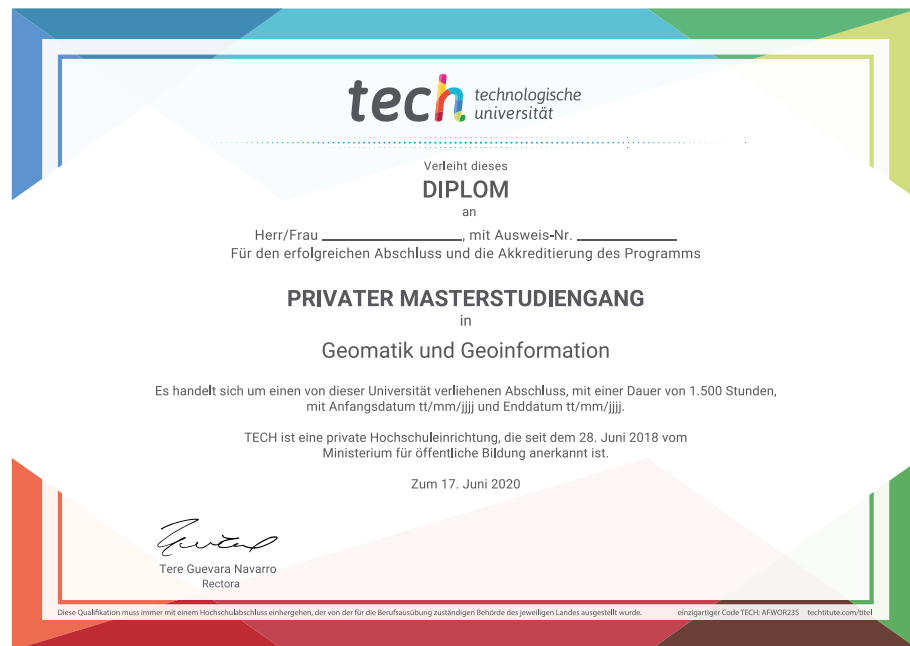 tech technologische
universität
Verleiht dieses
DIPLOM
an
Herr/Frau ____________________, mit Ausweis-Nr. ______________
Für den erfolgreichen Abschluss und die Akkreditierung des Programms
PRIVATER MASTERSTUDIENGANG
in
Geomatik und Geoinformation
Es handelt sich um einen von dieser Universität verliehenen Abschluss, mit einer Dauer von 1.500 Stunden,
mit Anfangsdatum tt/mm/jjjj und Enddatum tt/mm/jjjj.
TECH ist eine private Hochschuleinrichtung, die seit dem 28. Juni 2018 vom
Ministerium für öffentliche Bildung anerkannt ist.
Zum 17. Juni 2020
Tere Guevara Navarro
Rectora
Diese Qualifikation muss immer mit einem Hochschulabschluss einhergehen, der von der für die Berufsausübung zuständigen Behörde des jeweiligen Landes ausgestellt wurde. einzigartiger Code TECH: AFWOR23S techtitute.com/titel